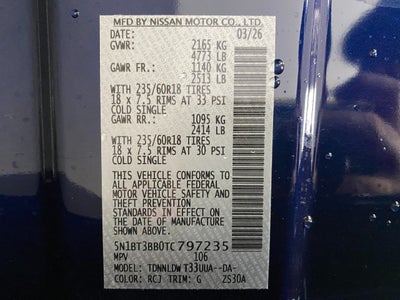 MFD BY NISSAN MOTOR CO., LTD.
DATE: 03/26
GVWR: 2165 KG
4773 LB
GAWR FR.: 1140 KG
2513 LB
WITH 235/60R18 TIRES
18 x 7.5 RIMS AT 33 PSI
COLD SINGLE
GAWR RR.: 1095 KG
2414 LB
WITH 235/60R18 TIRES
18 x 7.5 RIMS AT 30 PSI
COLD SINGLE
THIS VEHICLE CONFORMS TO
ALL APPLICABLE FEDERAL
MOTOR VEHICLE SAFETY AND
THEFT PREVENTION
STANDARDS IN EFFECT ON
THE DATE OF MANUFACTURE
SHOWN ABOVE.
5N1BT3BB0TC797235
MPV 106
MODEL: TDNNLDW T33UUA--DA-
COLOR: RCJ TRIM: G ZS30A